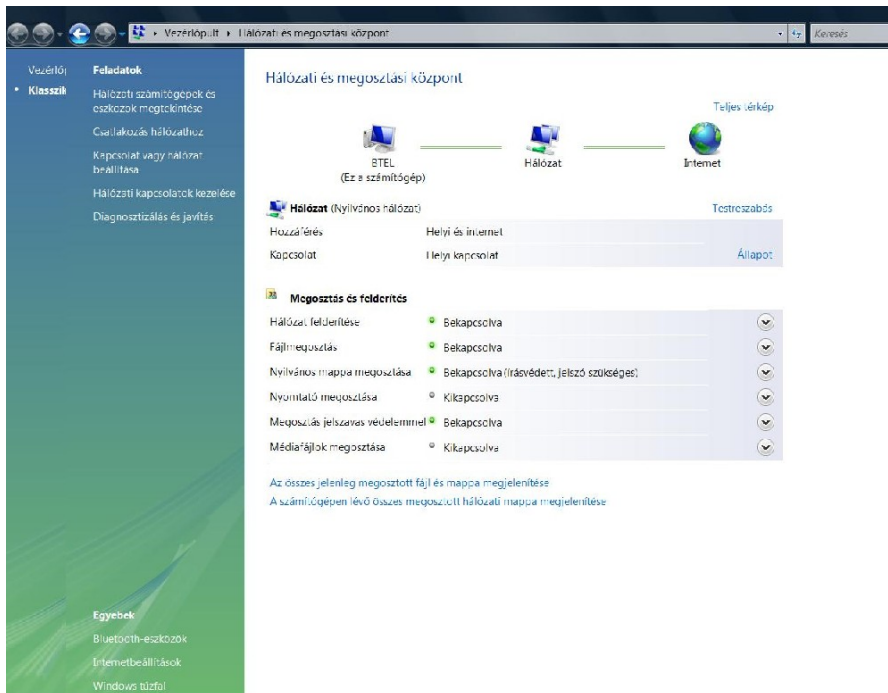 Vezérlőpult ▸ Hálózati és megosztási központ
Keresés
Vezérlőp
• Klasszik
Feladatok
Hálózati számítógépek és
eszközök megtekintése
Csatlakozás hálózathoz
Kapcsolat vagy hálózat
beállítása
Hálózati kapcsolatok kezelése
Diagnosztizálás és javítás
Egyebek
Bluetooth-eszközök
Internetbeállítások
Windows tűzfal
Hálózati és megosztási központ
Teljes térkép
BTEL
(Ez a számítógép)
Hálózat
Internet
Hálózat (Nyilvános hálózat) Testreszabás
Hozzáférés Helyi és internet
Kapcsolat Helyi kapcsolat Állapot
Megosztás és felderítés
Hálózat felderítése Bekapcsolva
Fájlmegosztás Bekapcsolva
Nyilvános mappa megosztása Bekapcsolva (írásvédett, jelszó szükséges)
Nyomtató megosztása Kikapcsolva
Megosztás jelszavas védelemmel Bekapcsolva
Médiafájlok megosztása Kikapcsolva
Az összes jelenleg megosztott fájl és mappa megjelenítése
A számítógépen lévő összes megosztott hálózati mappa megjelenítése